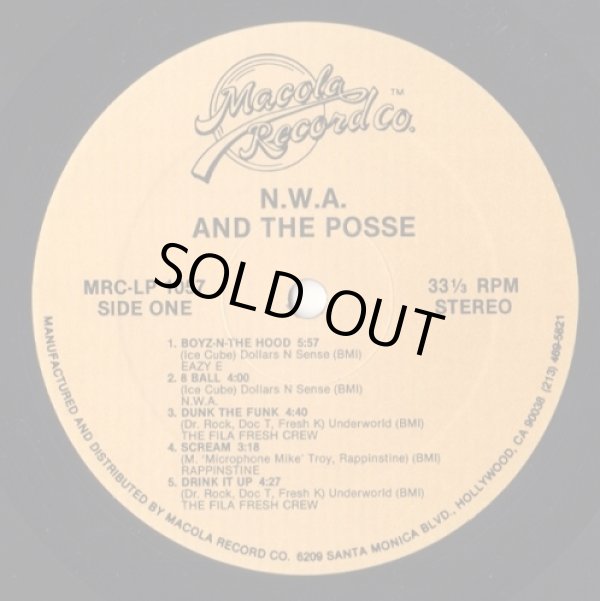 Macola
Record Co.
TM
N.W.A.
AND THE POSSE
MRC-LP 1057
SIDE ONE
33⅓ RPM
STEREO
SOLD OUT
1. BOYZ-N-THE HOOD 5:57
(Ice Cube) Dollars N Sense (BMI)
EAZY E
2. 8 BALL 4:00
(Ice Cube) Dollars N Sense (BMI)
N.W.A.
3. DUNK THE FUNK 4:40
(Dr. Rock, Doc T, Fresh K) Underworld (BMI)
THE FILA FRESH CREW
4. SCREAM 3:18
(M. 'Microphone Mike' Troy, Rappinstine) (BMI)
RAPPINSTINE
5. DRINK IT UP 4:27
(Dr. Rock, Doc T, Fresh K) Underworld (BMI)
THE FILA FRESH CREW
MANUFACTURED AND DISTRIBUTED BY MACOLA RECORD CO. 6209 SANTA MONICA BLVD., HOLLYWOOD, CA 90038 (213) 469-5821